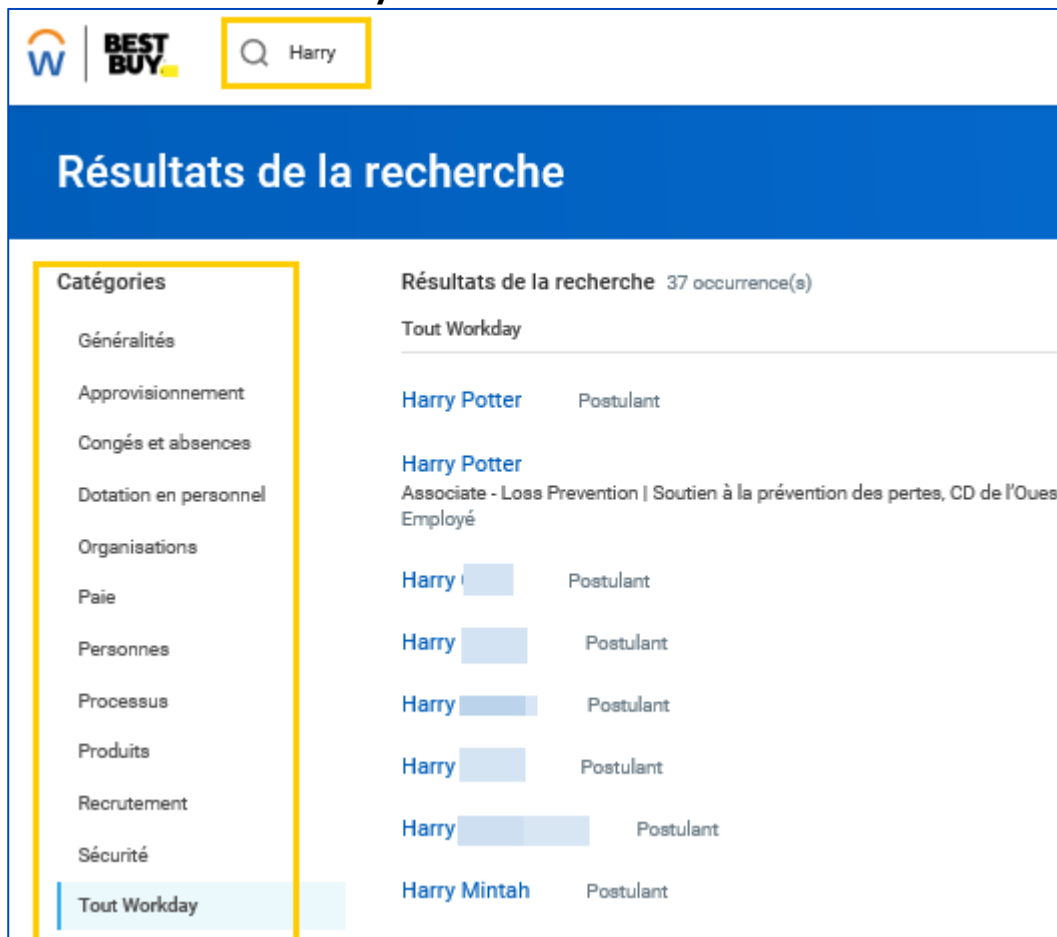 BEST
BUY
Harry
Résultats de la recherche
Catégories
Généralités
Approvisionnement
Congés et absences
Dotation en personnel
Organisations
Paie
Personnes
Processus
Produits
Recrutement
Sécurité
Tout Workday
Résultats de la recherche 37 occurrence(s)
Tout Workday
Harry Potter Postulant
Harry Potter
Associate - Loss Prevention | Soutien à la prévention des pertes, CD de l'Oues
Employé
Harry Postulant
Harry Postulant
Harry Postulant
Harry Postulant
Harry Postulant
Harry Mintah Postulant